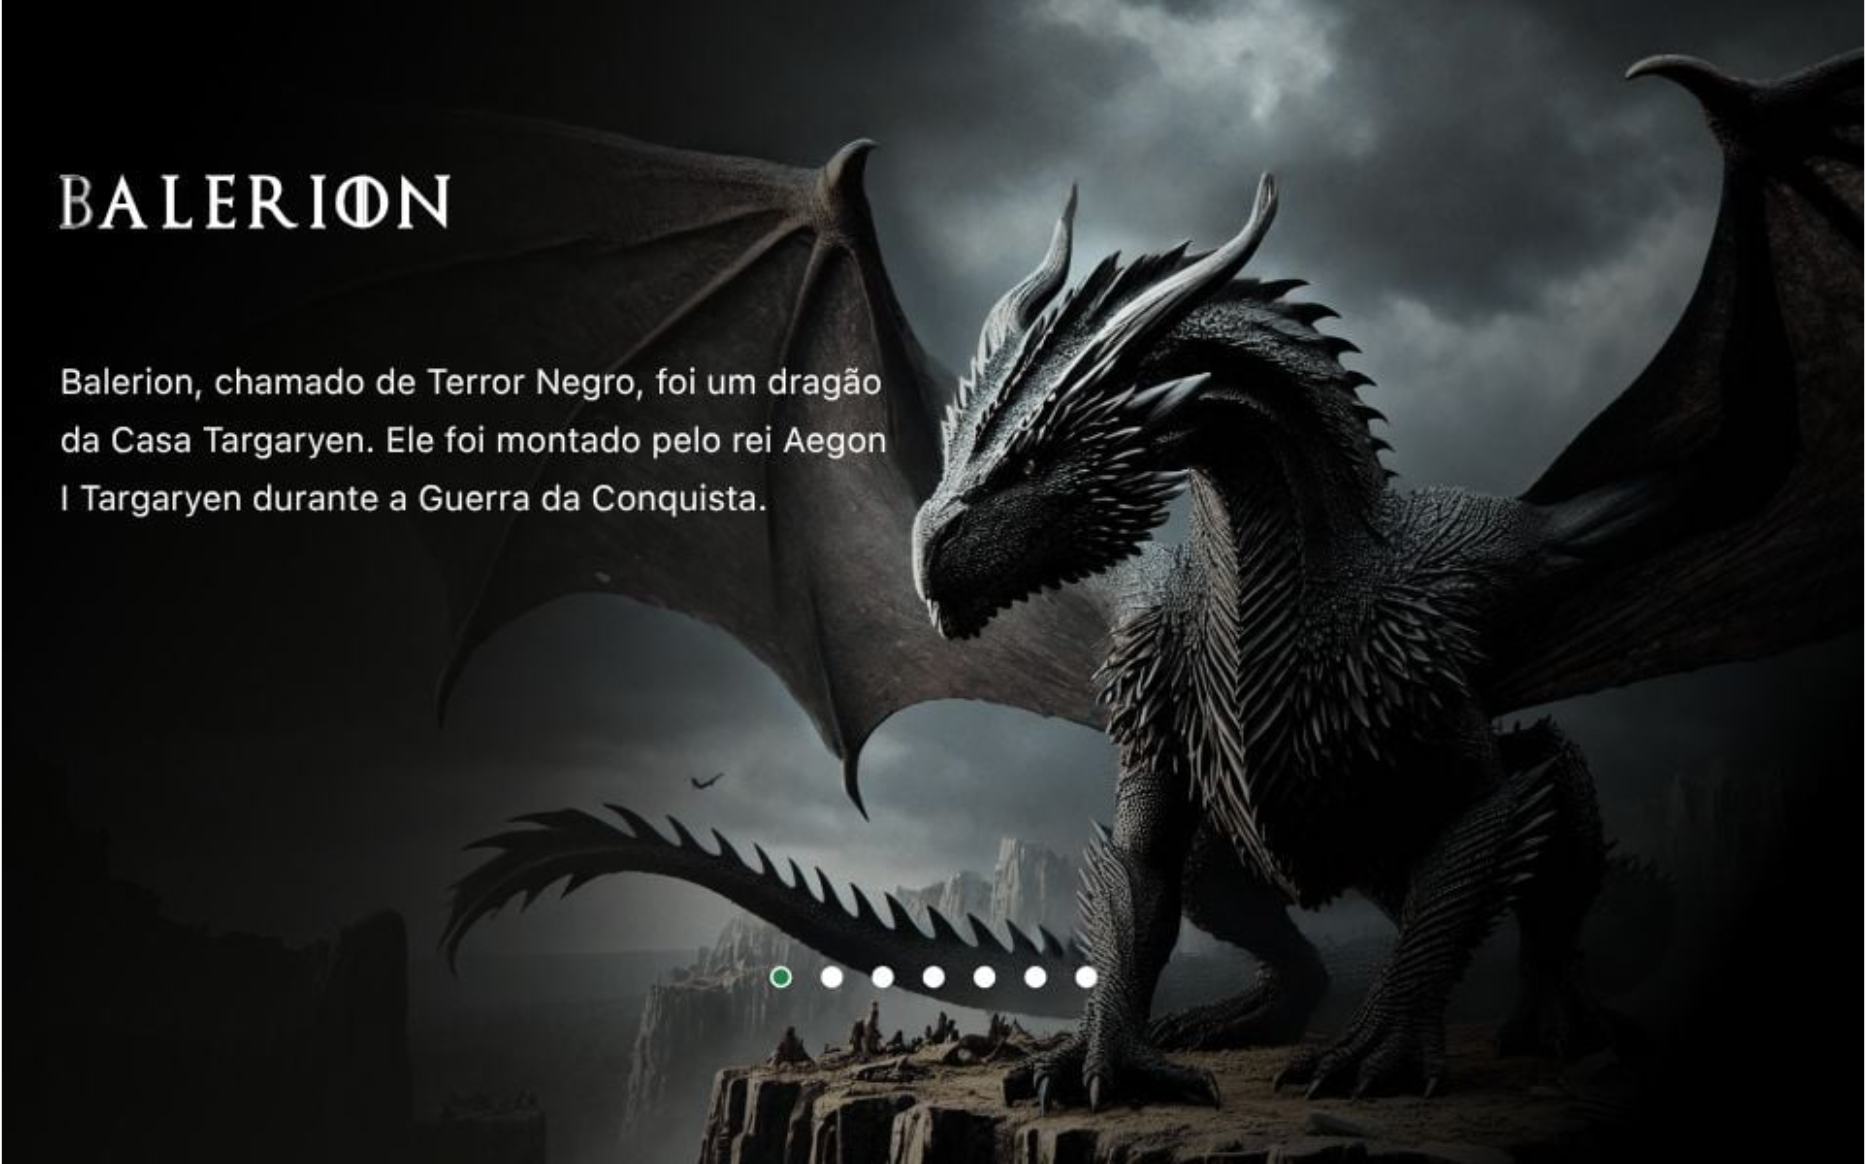 BALERION
Balerion, chamado de Terror Negro, foi um dragão
da Casa Targaryen. Ele foi montado pelo rei Aegon
I Targaryen durante a Guerra da Conquista.